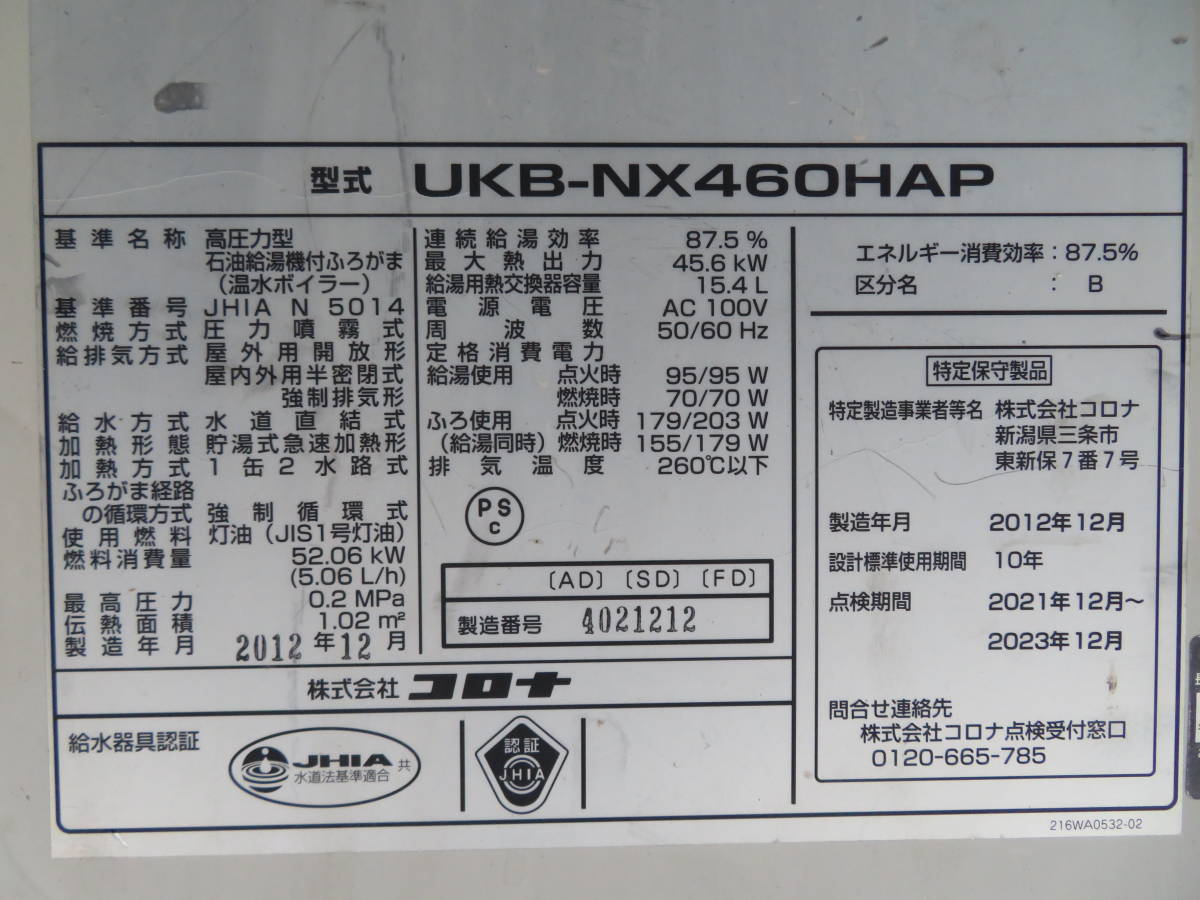 型式 UKB-NX460HAP
基準名称 高圧力型
石油給湯機付ふろがま
（温水ボイラー）
基準番号 JHIA N 5014
燃焼方式 圧力噴霧式
給排気方式 屋外用開放形
屋内外用半密閉式
強制排気形
給水方式 水道直結式
加熱形態 貯湯式急速加熱形
加熱方式 1缶2水路式
ふろがま経路
の循環方式 強制循環式
使用燃料 灯油（JIS1号灯油）
燃料消費量 52.06 kW
(5.06 L/h)
最高圧力 0.2 MPa
伝熱面積 1.02 m²
製造年月 2012年12月
連続給湯効率 87.5 %
最大熱出力 45.6 kW
給湯用熱交換器容量 15.4 L
電源電圧 AC 100V
周波数 50/60 Hz
定格消費電力
給湯使用 点火時 95/95 W
燃焼時 70/70 W
ふろ使用 点火時 179/203 W
(給湯同時) 燃焼時 155/179 W
排気温度 260℃以下
PS
C
〔AD〕〔SD〕〔FD〕
製造番号 4021212
エネルギー消費効率：87.5%
区分名 ： B
特定保守製品
特定製造事業者等名 株式会社コロナ
新潟県三条市
東新保7番7号
製造年月 2012年12月
設計標準使用期間 10年
点検期間 2021年12月～
2023年12月
問合せ連絡先
株式会社コロナ点検受付窓口
0120-665-785
株式会社 コロナ
給水器具認証
JHIA 共
水道法基準適合
認証
JHIA
216WA0532-02